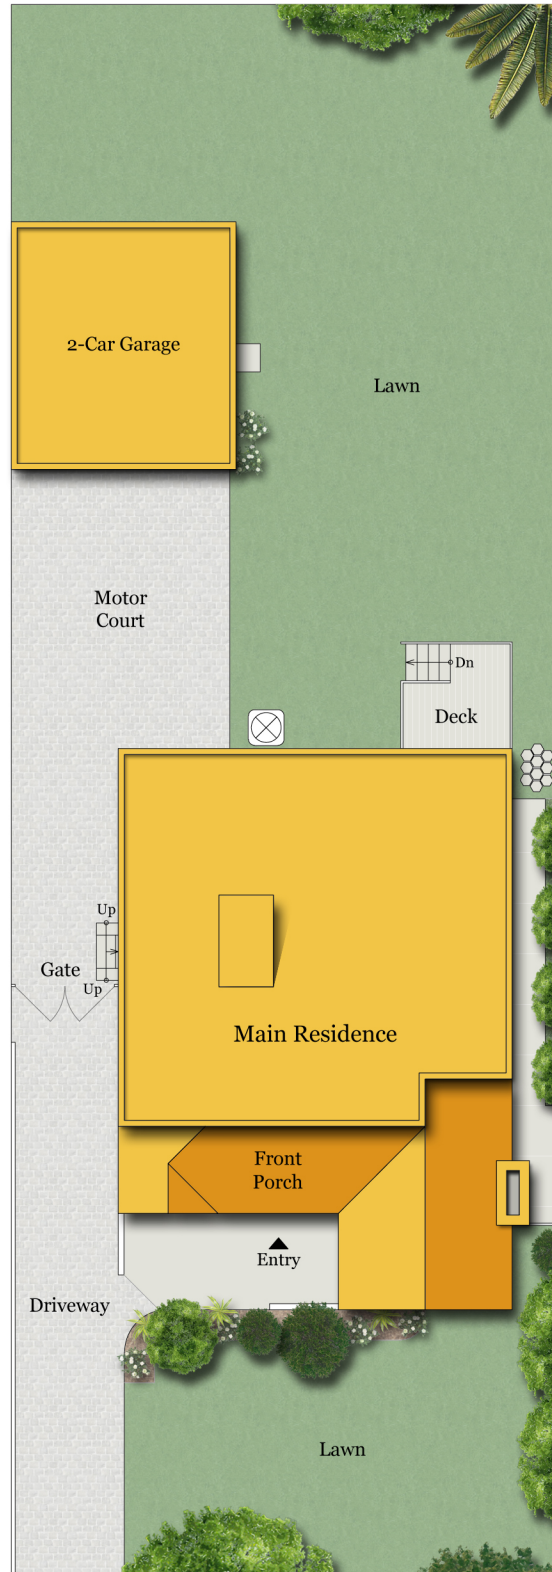 2-Car Garage
Lawn
Motor
Court
Dn
Deck
Up
Gate
Up
Main Residence
Front
Porch
Entry
Driveway
Lawn